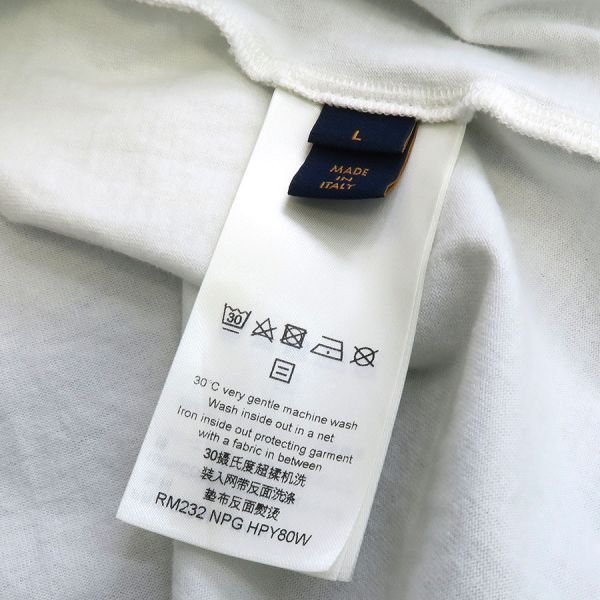 L
MADE
IN
ITALY
30
30°C very gentle machine wash
Wash inside out in a net
Iron inside out protecting garment
with a fabric in between
30摄氏度超柔机洗
装入网带反面洗涤
垫布反面熨烫
RM232 NPG HPY80W